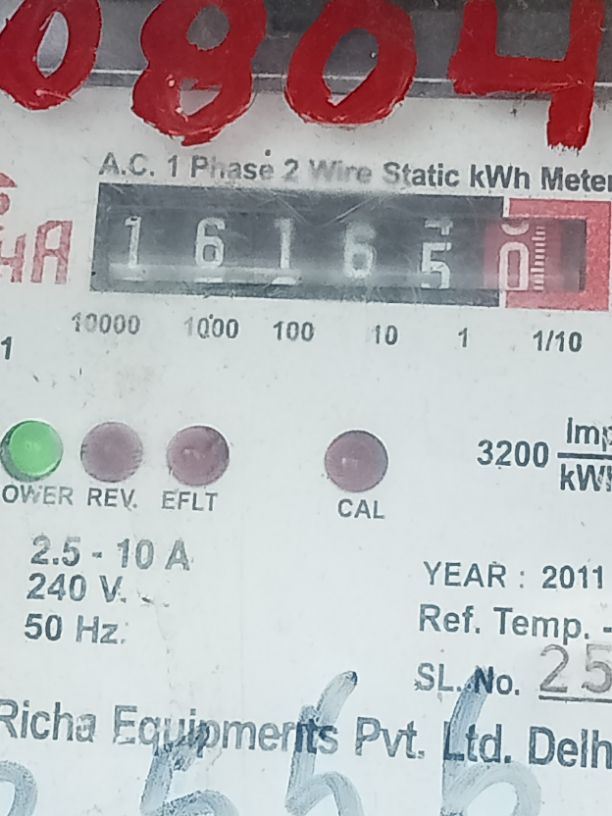 0804
A.C. 1 Phase 2 Wire Static kWh Meter
1 6 1 6 5 0
10000 1000 100 10 1 1/10
1
3200 Imp
kWh
POWER REV. EFLT CAL
2.5 - 10 A
240 V.
50 Hz.
YEAR : 2011
Ref. Temp. -
SL. No. 25
Richa Equipments Pvt. Ltd. Delh